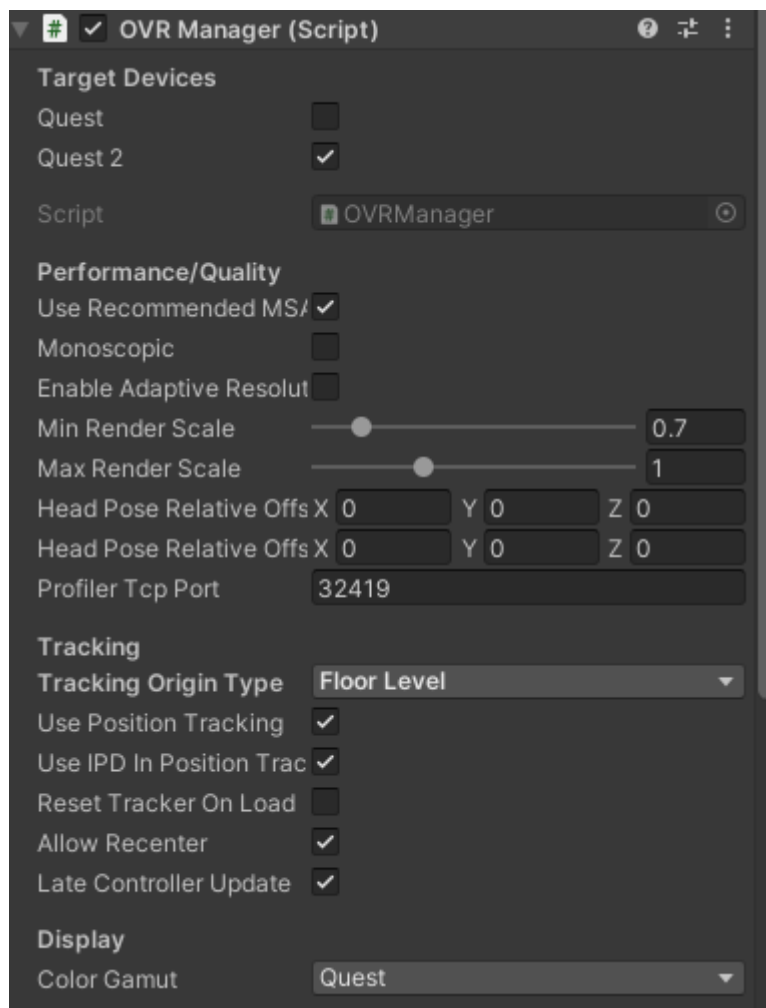 # OVR Manager (Script)
Target Devices
Quest
Quest 2
Script # OVRManager
Performance/Quality
Use Recommended MSA
Monoscopic
Enable Adaptive Resolut
Min Render Scale 0.7
Max Render Scale 1
Head Pose Relative Offs X 0 Y 0 Z 0
Head Pose Relative Offs X 0 Y 0 Z 0
Profiler Tcp Port 32419
Tracking
Tracking Origin Type Floor Level
Use Position Tracking
Use IPD In Position Trac
Reset Tracker On Load
Allow Recenter
Late Controller Update
Display
Color Gamut Quest